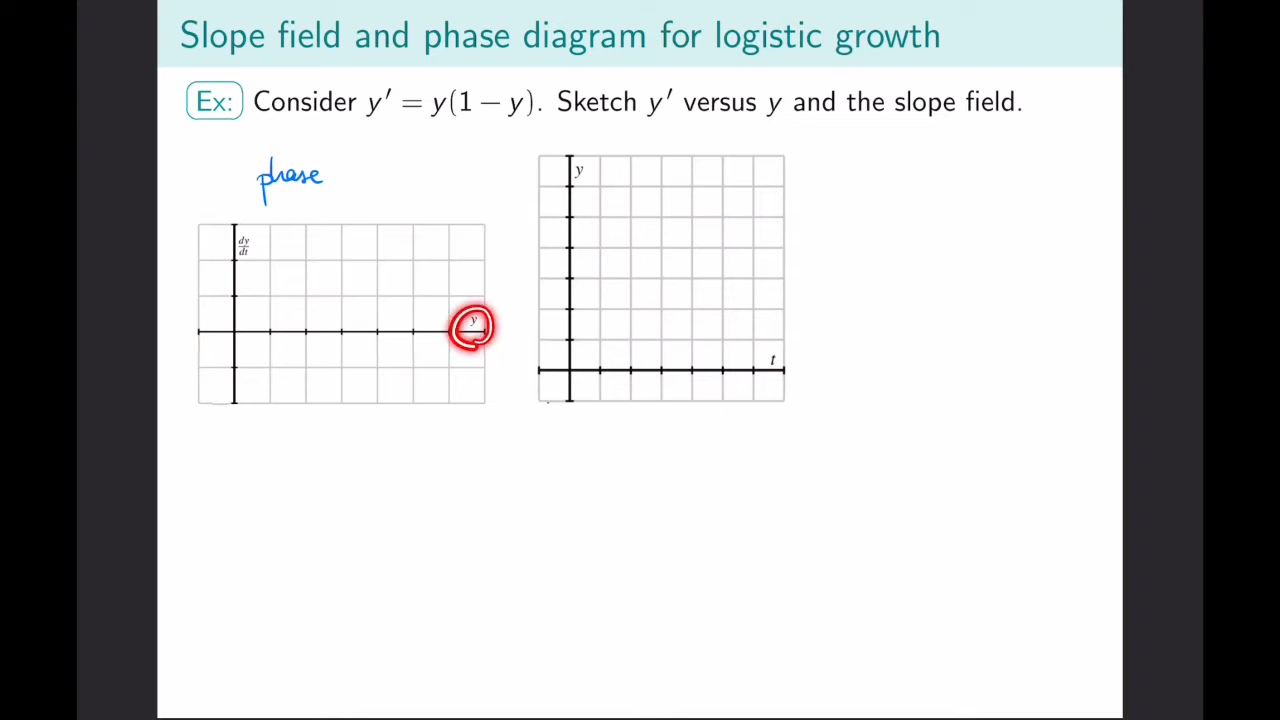 Slope field and phase diagram for logistic growth
Ex: Consider y′ = y(1 − y). Sketch y′ versus y and the slope field.
phase
dy/dt
y
y
t